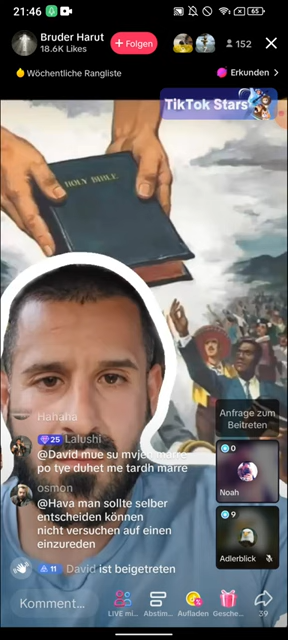 21:46
65
Bruder Harut
18.6K Likes
+ Folgen
152
Wöchentliche Rangliste
Erkunden >
TikTok Stars
HOLY BIBLE
Anfrage zum
Beitreten
Hahaha
25 Lalushi
@David mue su mvjed marre
po tye duhet me tardh marre
0
Noah
osmon
@Hava man sollte selber
entscheiden können
nicht versuchen auf einen
einzureden
9
Adlerblick
11 David ist beigetreten
Kommentar...
LIVE mi...
Abstim...
Aufladen
Gesche...
39